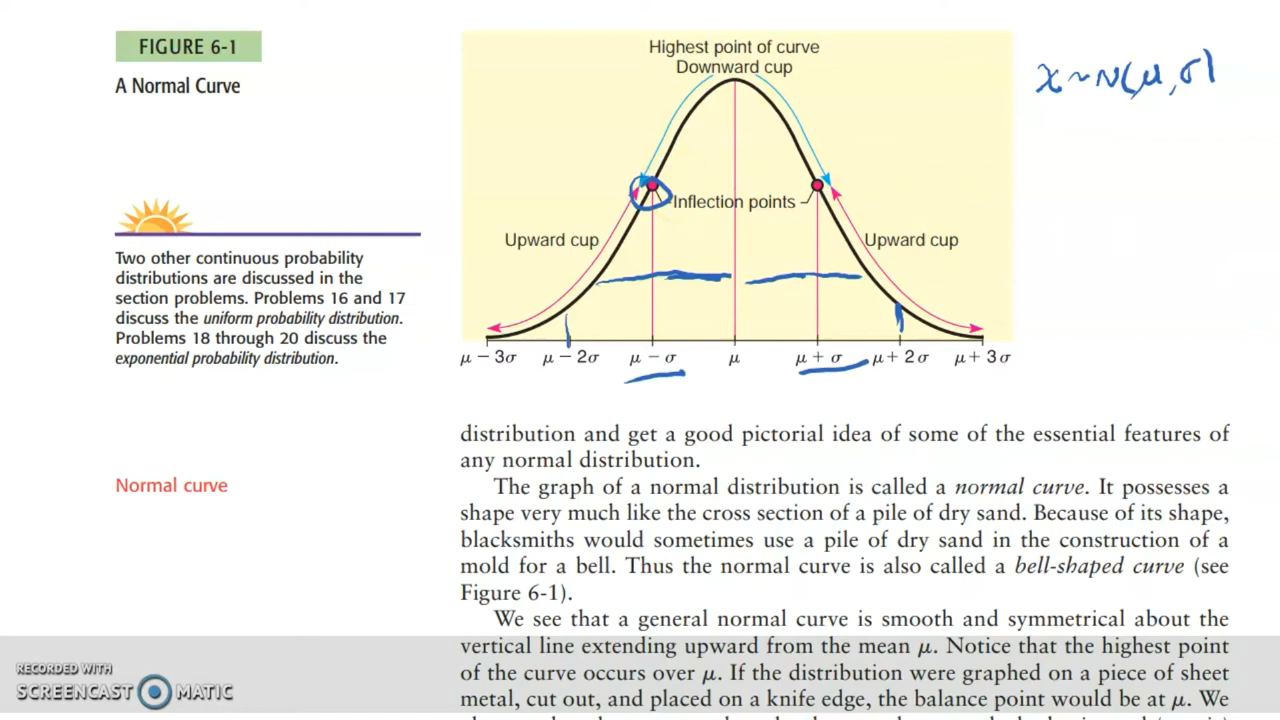 FIGURE 6-1
A Normal Curve
Highest point of curve
Downward cup
x ~ N(μ, σ)
Inflection points
Upward cup
Upward cup
μ − 3σ μ − 2σ μ − σ μ μ + σ μ + 2σ μ + 3σ
Two other continuous probability
distributions are discussed in the
section problems. Problems 16 and 17
discuss the uniform probability distribution.
Problems 18 through 20 discuss the
exponential probability distribution.
distribution and get a good pictorial idea of some of the essential features of
any normal distribution.
Normal curve
The graph of a normal distribution is called a normal curve. It possesses a
shape very much like the cross section of a pile of dry sand. Because of its shape,
blacksmiths would sometimes use a pile of dry sand in the construction of a
mold for a bell. Thus the normal curve is also called a bell-shaped curve (see
Figure 6-1).
We see that a general normal curve is smooth and symmetrical about the
vertical line extending upward from the mean μ. Notice that the highest point
of the curve occurs over μ. If the distribution were graphed on a piece of sheet
metal, cut out, and placed on a knife edge, the balance point would be at μ. We
RECORDED WITH
SCREENCAST MATIC